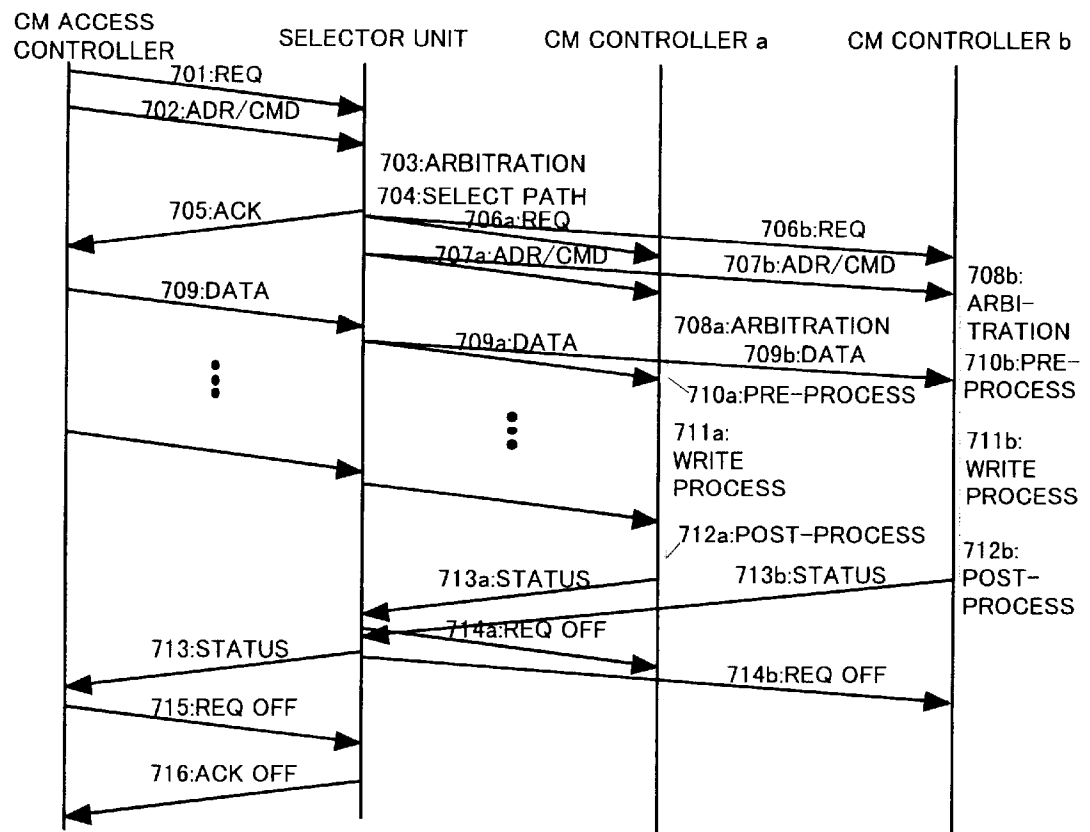 CM ACCESS
CONTROLLER
SELECTOR UNIT
CM CONTROLLER a
CM CONTROLLER b
701:REQ
702:ADR/CMD
703:ARBITRATION
704:SELECT PATH
705:ACK
706a:REQ
706b:REQ
707a:ADR/CMD
707b:ADR/CMD
708b:
ARBI-
TRATION
709:DATA
708a:ARBITRATION
709a:DATA
709b:DATA
710b:PRE-
PROCESS
710a:PRE-PROCESS
711a:
WRITE
PROCESS
711b:
WRITE
PROCESS
712a:POST-PROCESS
712b:
POST-
PROCESS
713a:STATUS
713b:STATUS
714a:REQ OFF
713:STATUS
714b:REQ OFF
715:REQ OFF
716:ACK OFF